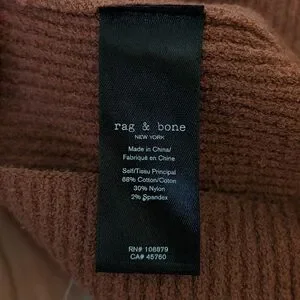 rag & bone
NEW YORK
Made in China/
Fabriqué en Chine
Self/Tissu Principal
68% Cotton/Coton
30% Nylon
2% Spandex
RN# 108879
CA# 45760